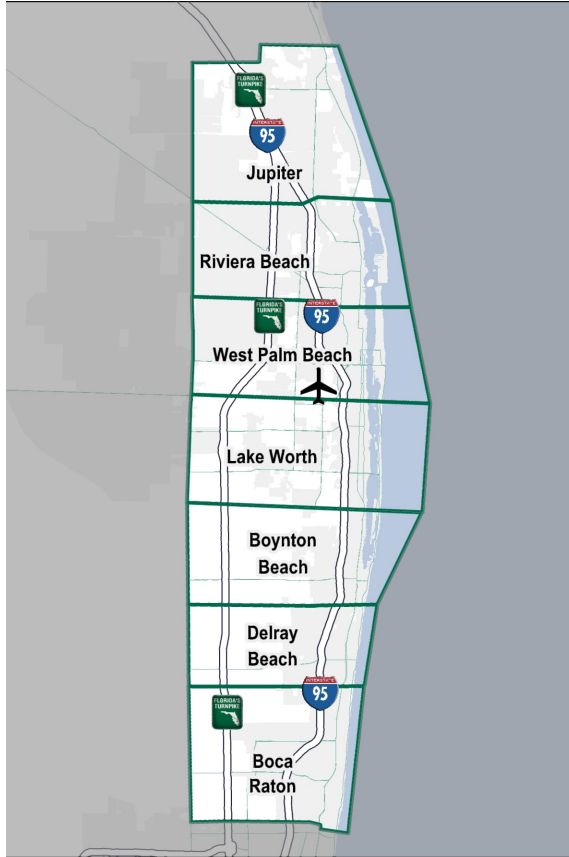 FLORIDA'S
TURNPIKE
INTERSTATE
95
Jupiter
Riviera Beach
FLORIDA'S
TURNPIKE
INTERSTATE
95
West Palm Beach
Lake Worth
Boynton
Beach
Delray
Beach
INTERSTATE
95
FLORIDA'S
TURNPIKE
Boca
Raton